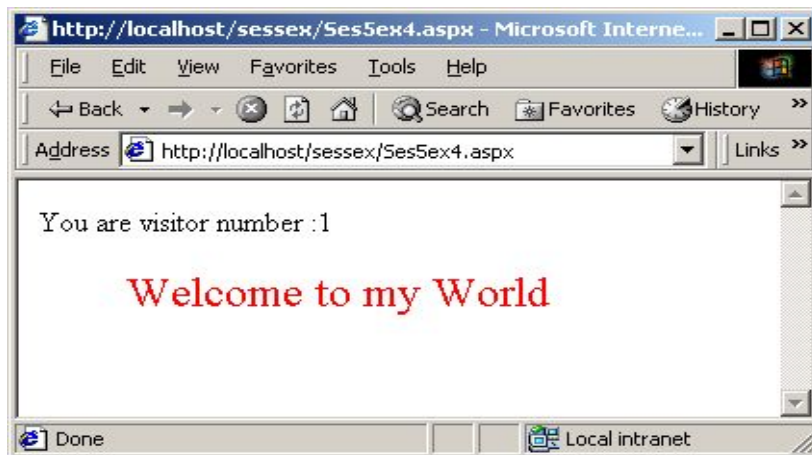 http://localhost/sessex/Ses5ex4.aspx - Microsoft Interne...
File Edit View Favorites Tools Help
Back Search Favorites History »
Address http://localhost/sessex/Ses5ex4.aspx Links »
You are visitor number :1
Welcome to my World
Done Local intranet